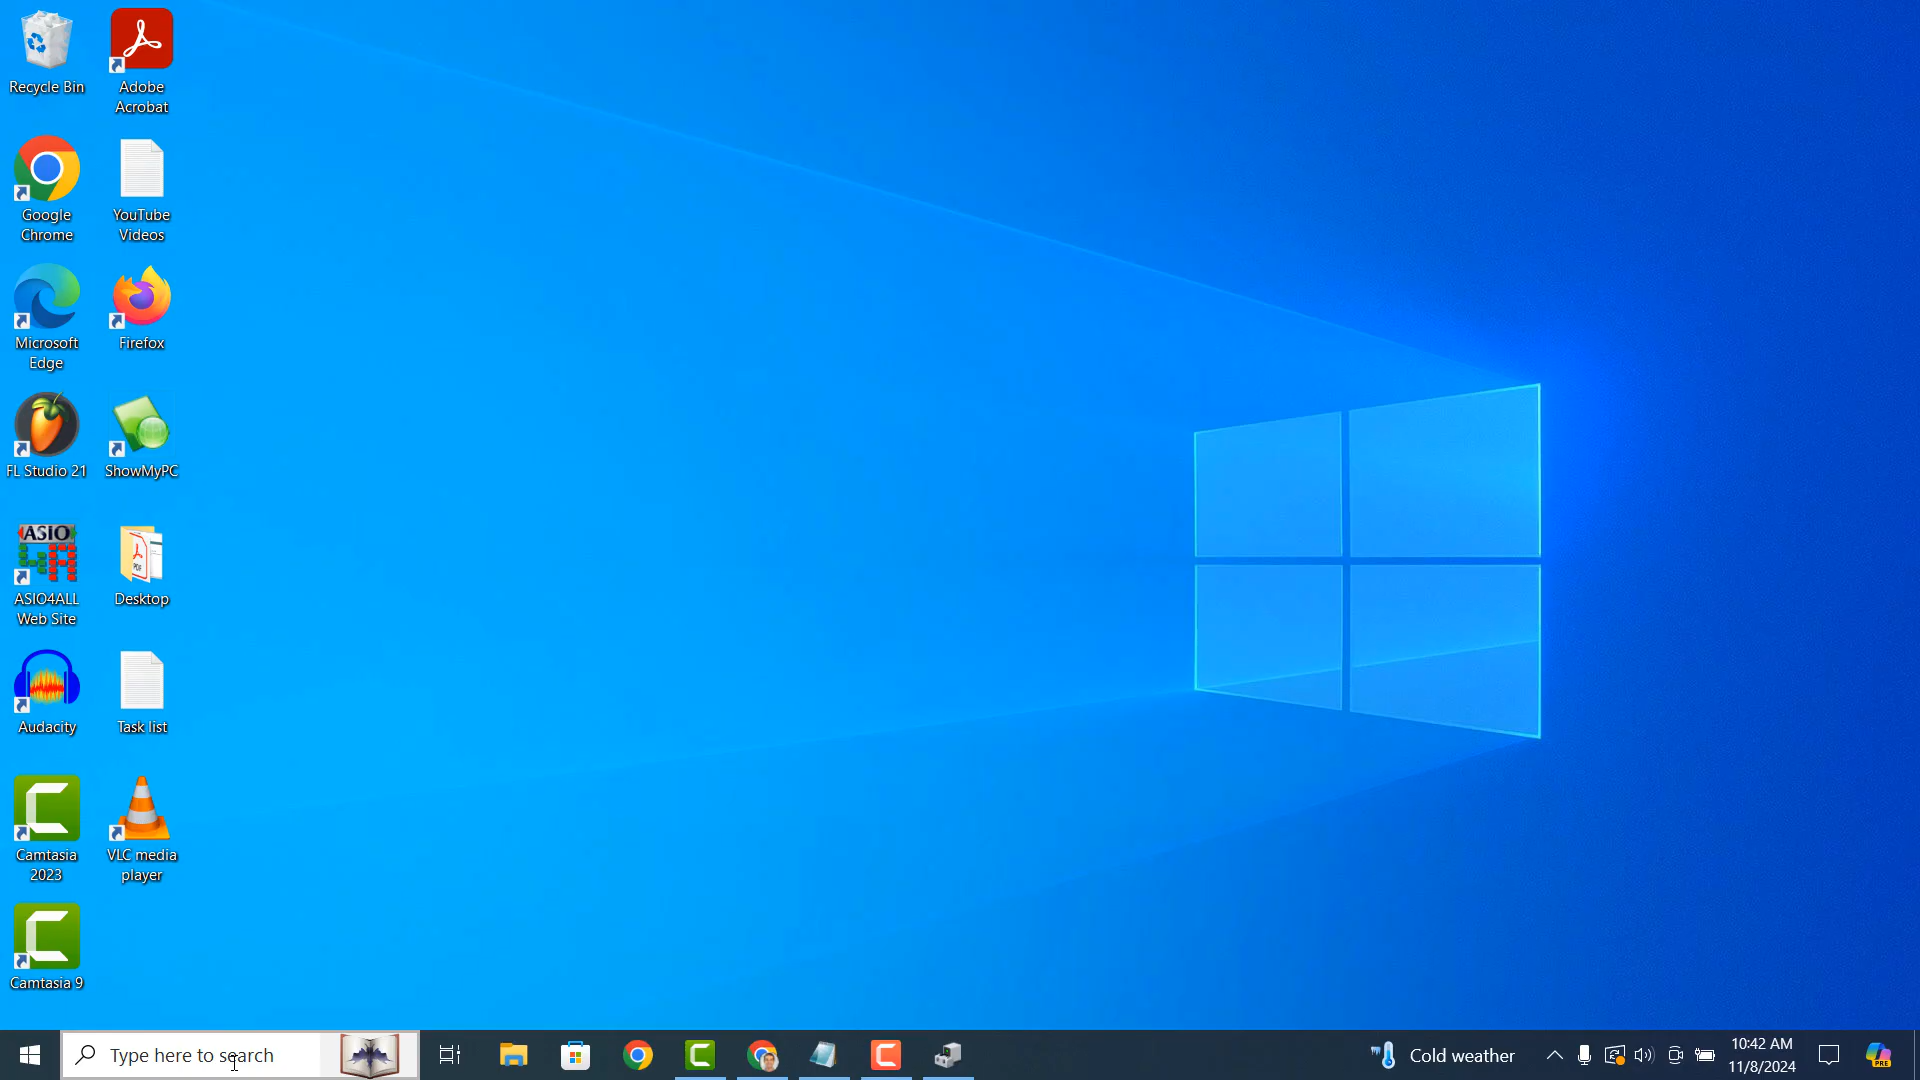 Recycle Bin
Adobe
Acrobat
Google
Chrome
YouTube
Videos
Microsoft
Edge
Firefox
FL Studio 21
ShowMyPC
ASIO
ASIO4ALL
Web Site
PDF
Desktop
Audacity
Task list
Camtasia
2023
VLC media
player
Camtasia 9
Type here to search
Cold weather
10:42 AM
11/8/2024
PRE